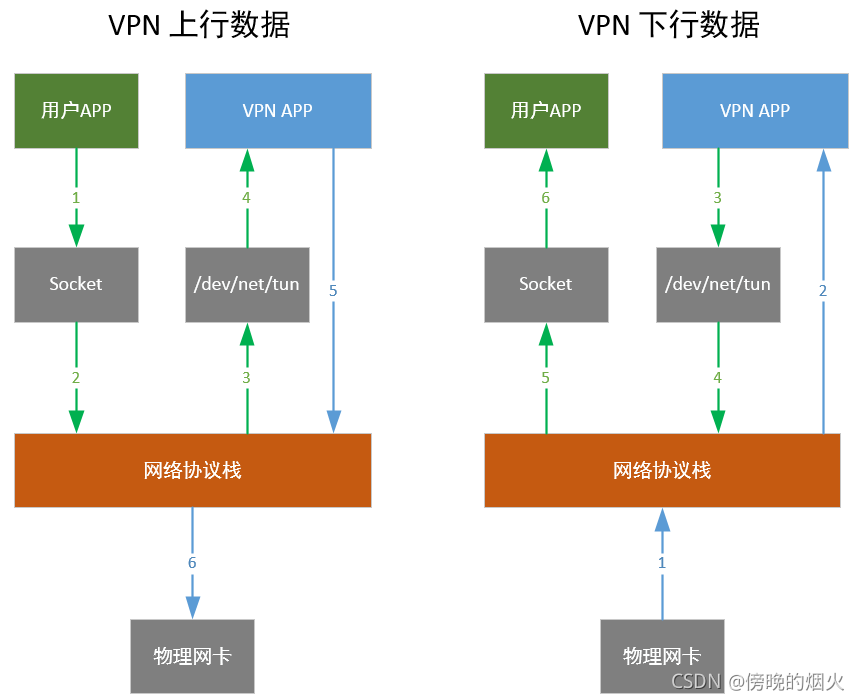 VPN 上行数据
用户APP
VPN APP
1
4
Socket
/dev/net/tun
5
2
3
网络协议栈
6
物理网卡
VPN 下行数据
用户APP
VPN APP
6
3
Socket
/dev/net/tun
2
5
4
网络协议栈
1
物理网卡
CSDN @傍晚的烟火